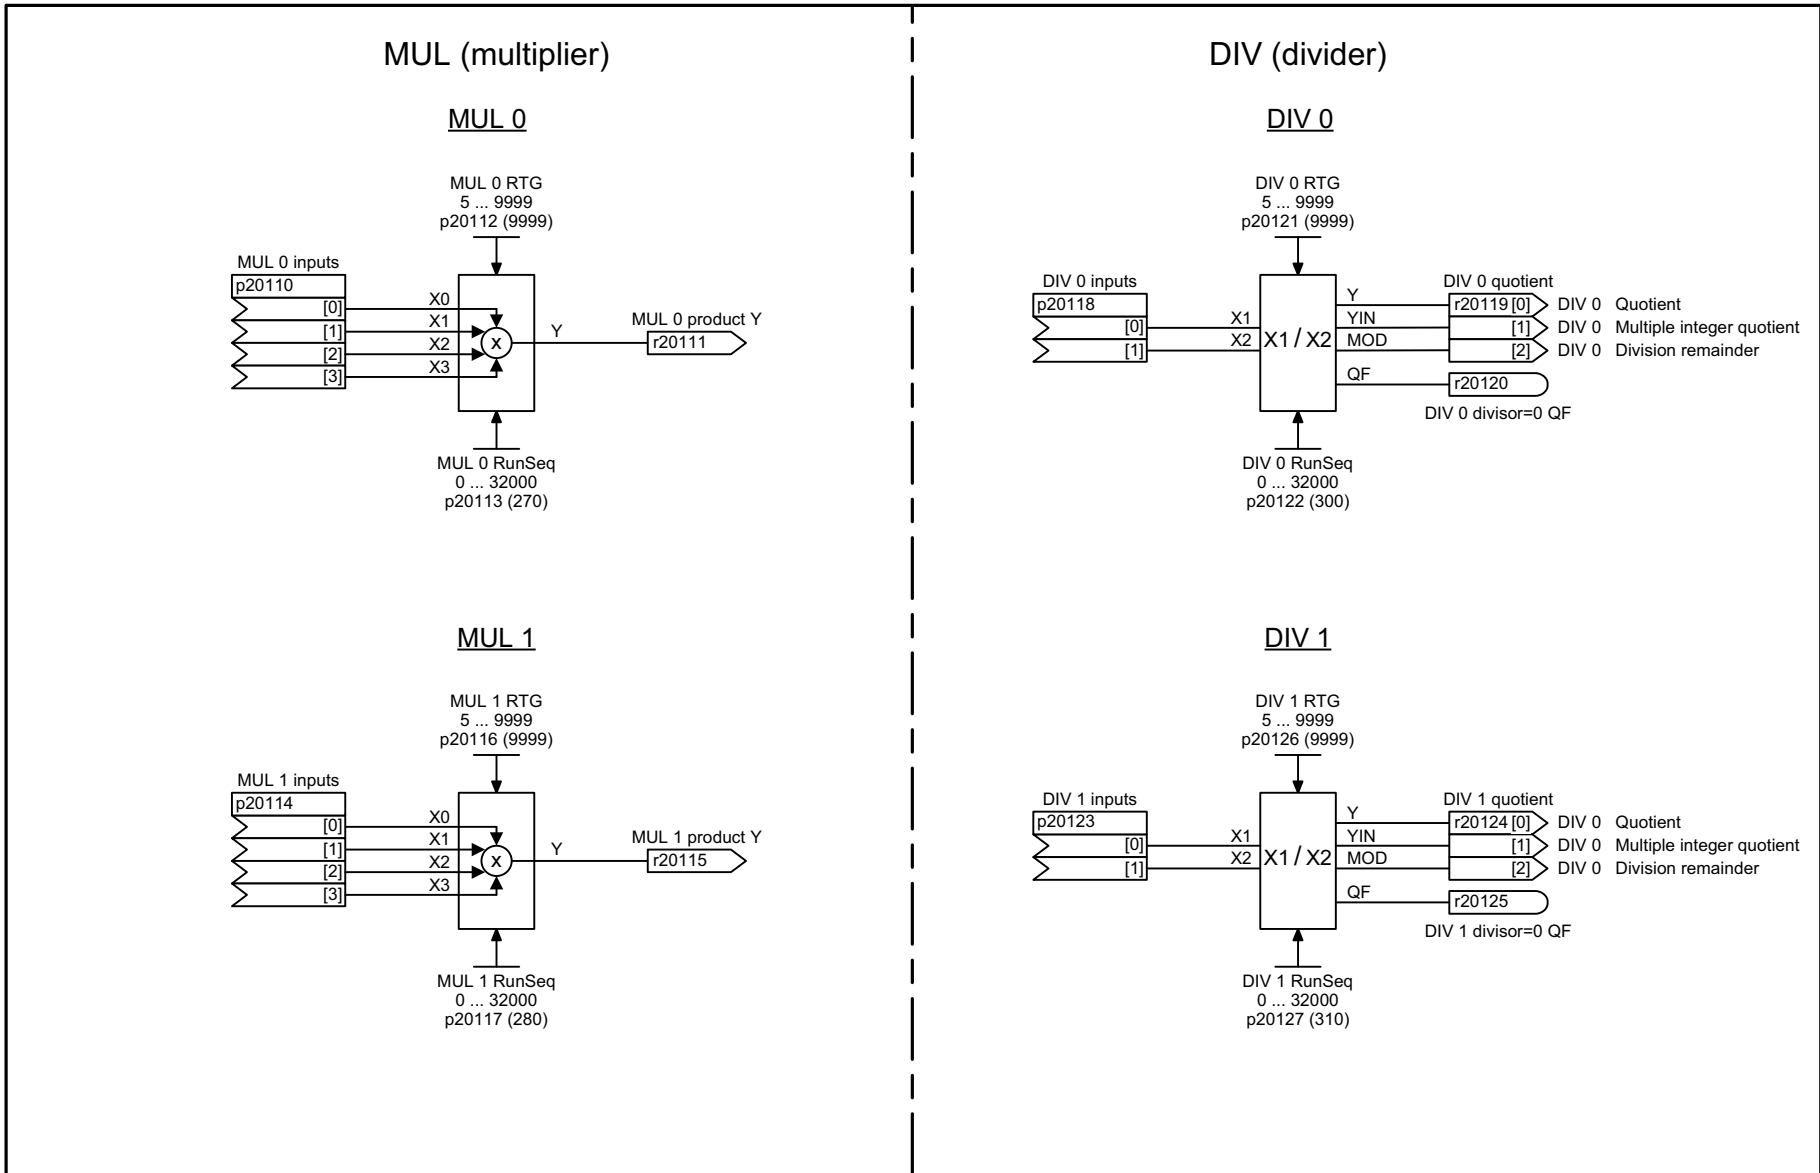 MUL (multiplier)
MUL 0
MUL 0 RTG
5 ... 9999
p20112 (9999)
MUL 0 inputs
p20110
[0]
[1]
[2]
[3]
X0
X1
X2
X3
x
Y
MUL 0 product Y
r20111
MUL 0 RunSeq
0 ... 32000
p20113 (270)
MUL 1
MUL 1 RTG
5 ... 9999
p20116 (9999)
MUL 1 inputs
p20114
[0]
[1]
[2]
[3]
X0
X1
X2
X3
x
Y
MUL 1 product Y
r20115
MUL 1 RunSeq
0 ... 32000
p20117 (280)
DIV (divider)
DIV 0
DIV 0 RTG
5 ... 9999
p20121 (9999)
DIV 0 inputs
p20118
[0]
[1]
X1
X2
X1 / X2
Y
YIN
MOD
QF
DIV 0 quotient
r20119 [0] DIV 0 Quotient
[1] DIV 0 Multiple integer quotient
[2] DIV 0 Division remainder
r20120
DIV 0 divisor=0 QF
DIV 0 RunSeq
0 ... 32000
p20122 (300)
DIV 1
DIV 1 RTG
5 ... 9999
p20126 (9999)
DIV 1 inputs
p20123
[0]
[1]
X1
X2
X1 / X2
Y
YIN
MOD
QF
DIV 1 quotient
r20124 [0] DIV 0 Quotient
[1] DIV 0 Multiple integer quotient
[2] DIV 0 Division remainder
r20125
DIV 1 divisor=0 QF
DIV 1 RunSeq
0 ... 32000
p20127 (310)